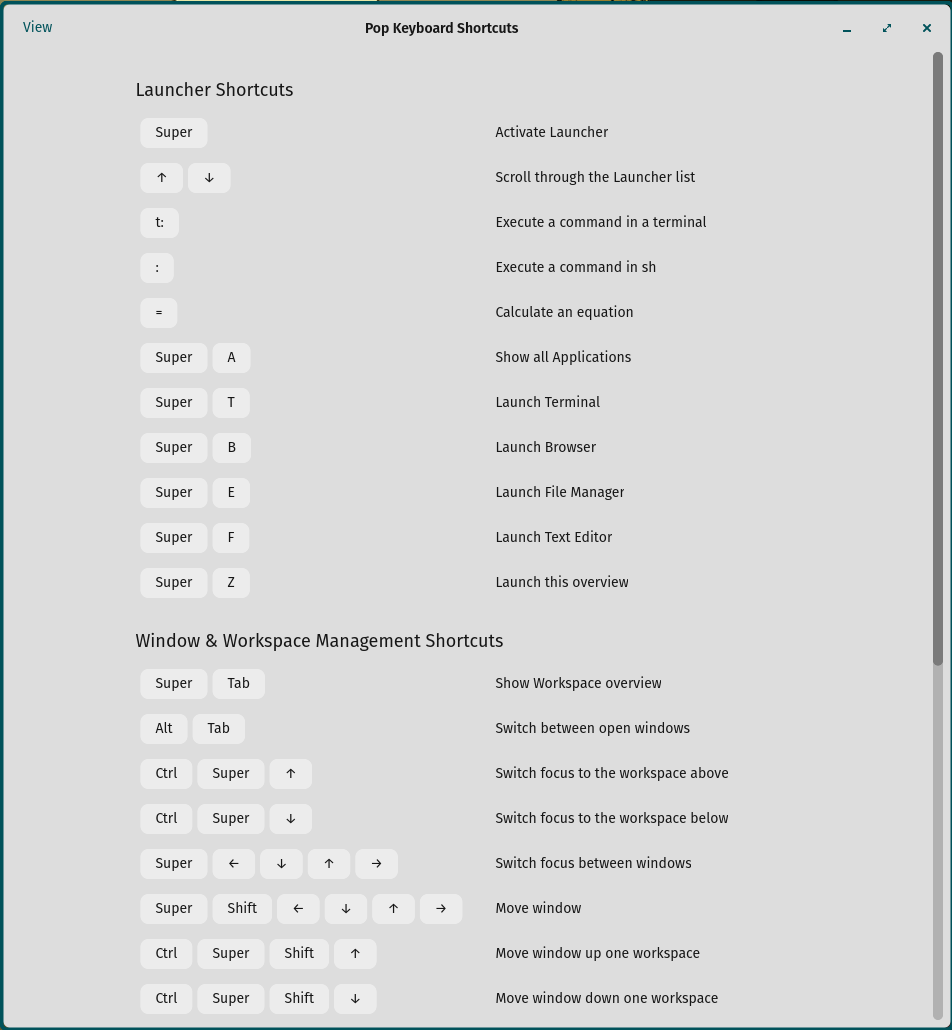 View Pop Keyboard Shortcuts
Launcher Shortcuts
Super Activate Launcher
↑ ↓ Scroll through the Launcher list
t: Execute a command in a terminal
: Execute a command in sh
= Calculate an equation
Super A Show all Applications
Super T Launch Terminal
Super B Launch Browser
Super E Launch File Manager
Super F Launch Text Editor
Super Z Launch this overview
Window & Workspace Management Shortcuts
Super Tab Show Workspace overview
Alt Tab Switch between open windows
Ctrl Super ↑ Switch focus to the workspace above
Ctrl Super ↓ Switch focus to the workspace below
Super ← ↓ ↑ → Switch focus between windows
Super Shift ← ↓ ↑ → Move window
Ctrl Super Shift ↑ Move window up one workspace
Ctrl Super Shift ↓ Move window down one workspace